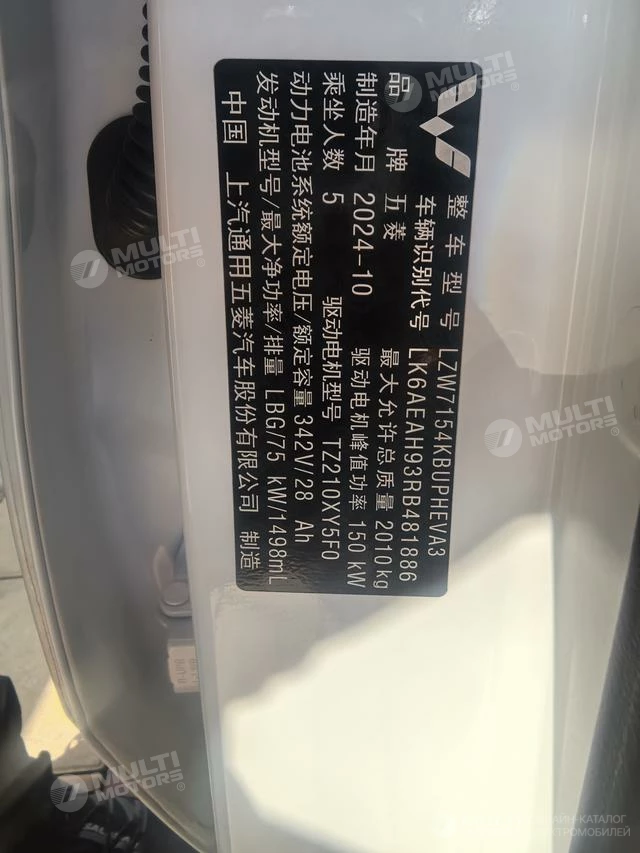 整车型号 LZW7154KBUPHEVA3
车辆识别代号 LK6AEAH93RB481886
品牌 五菱 最大允许总质量 2010kg
制造年月 2024-10 驱动电机峰值功率 150kW
乘坐人数 5 驱动电机型号 TZ210XY5F0
动力电池系统额定电压/额定容量 342V/28 Ah
发动机型号/最大净功率/排量 LBG/75 kW/1498mL
中国 上汽通用五菱汽车股份有限公司 制造
MULTI
MOTORS
MULTI
MOTORS
MULTI
MOTORS
MULTI
MOTORS
ЙН-КАТАЛОГ
КТРОМОБИЛЕЙ